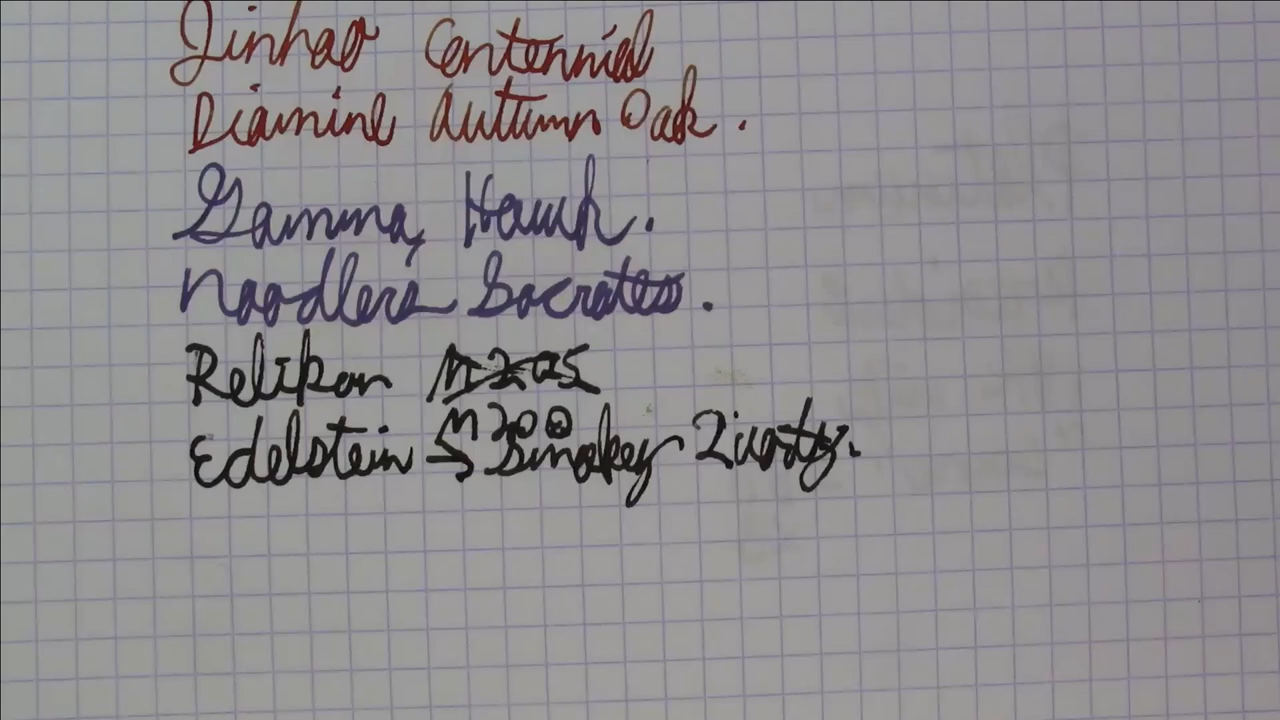 Jinhao Centennial
Diamine Autumn Oak.
Gamma, Hawk.
Noodlers Socrates.
Pelikan M205
M200
Edelstein Smokey Quartz.